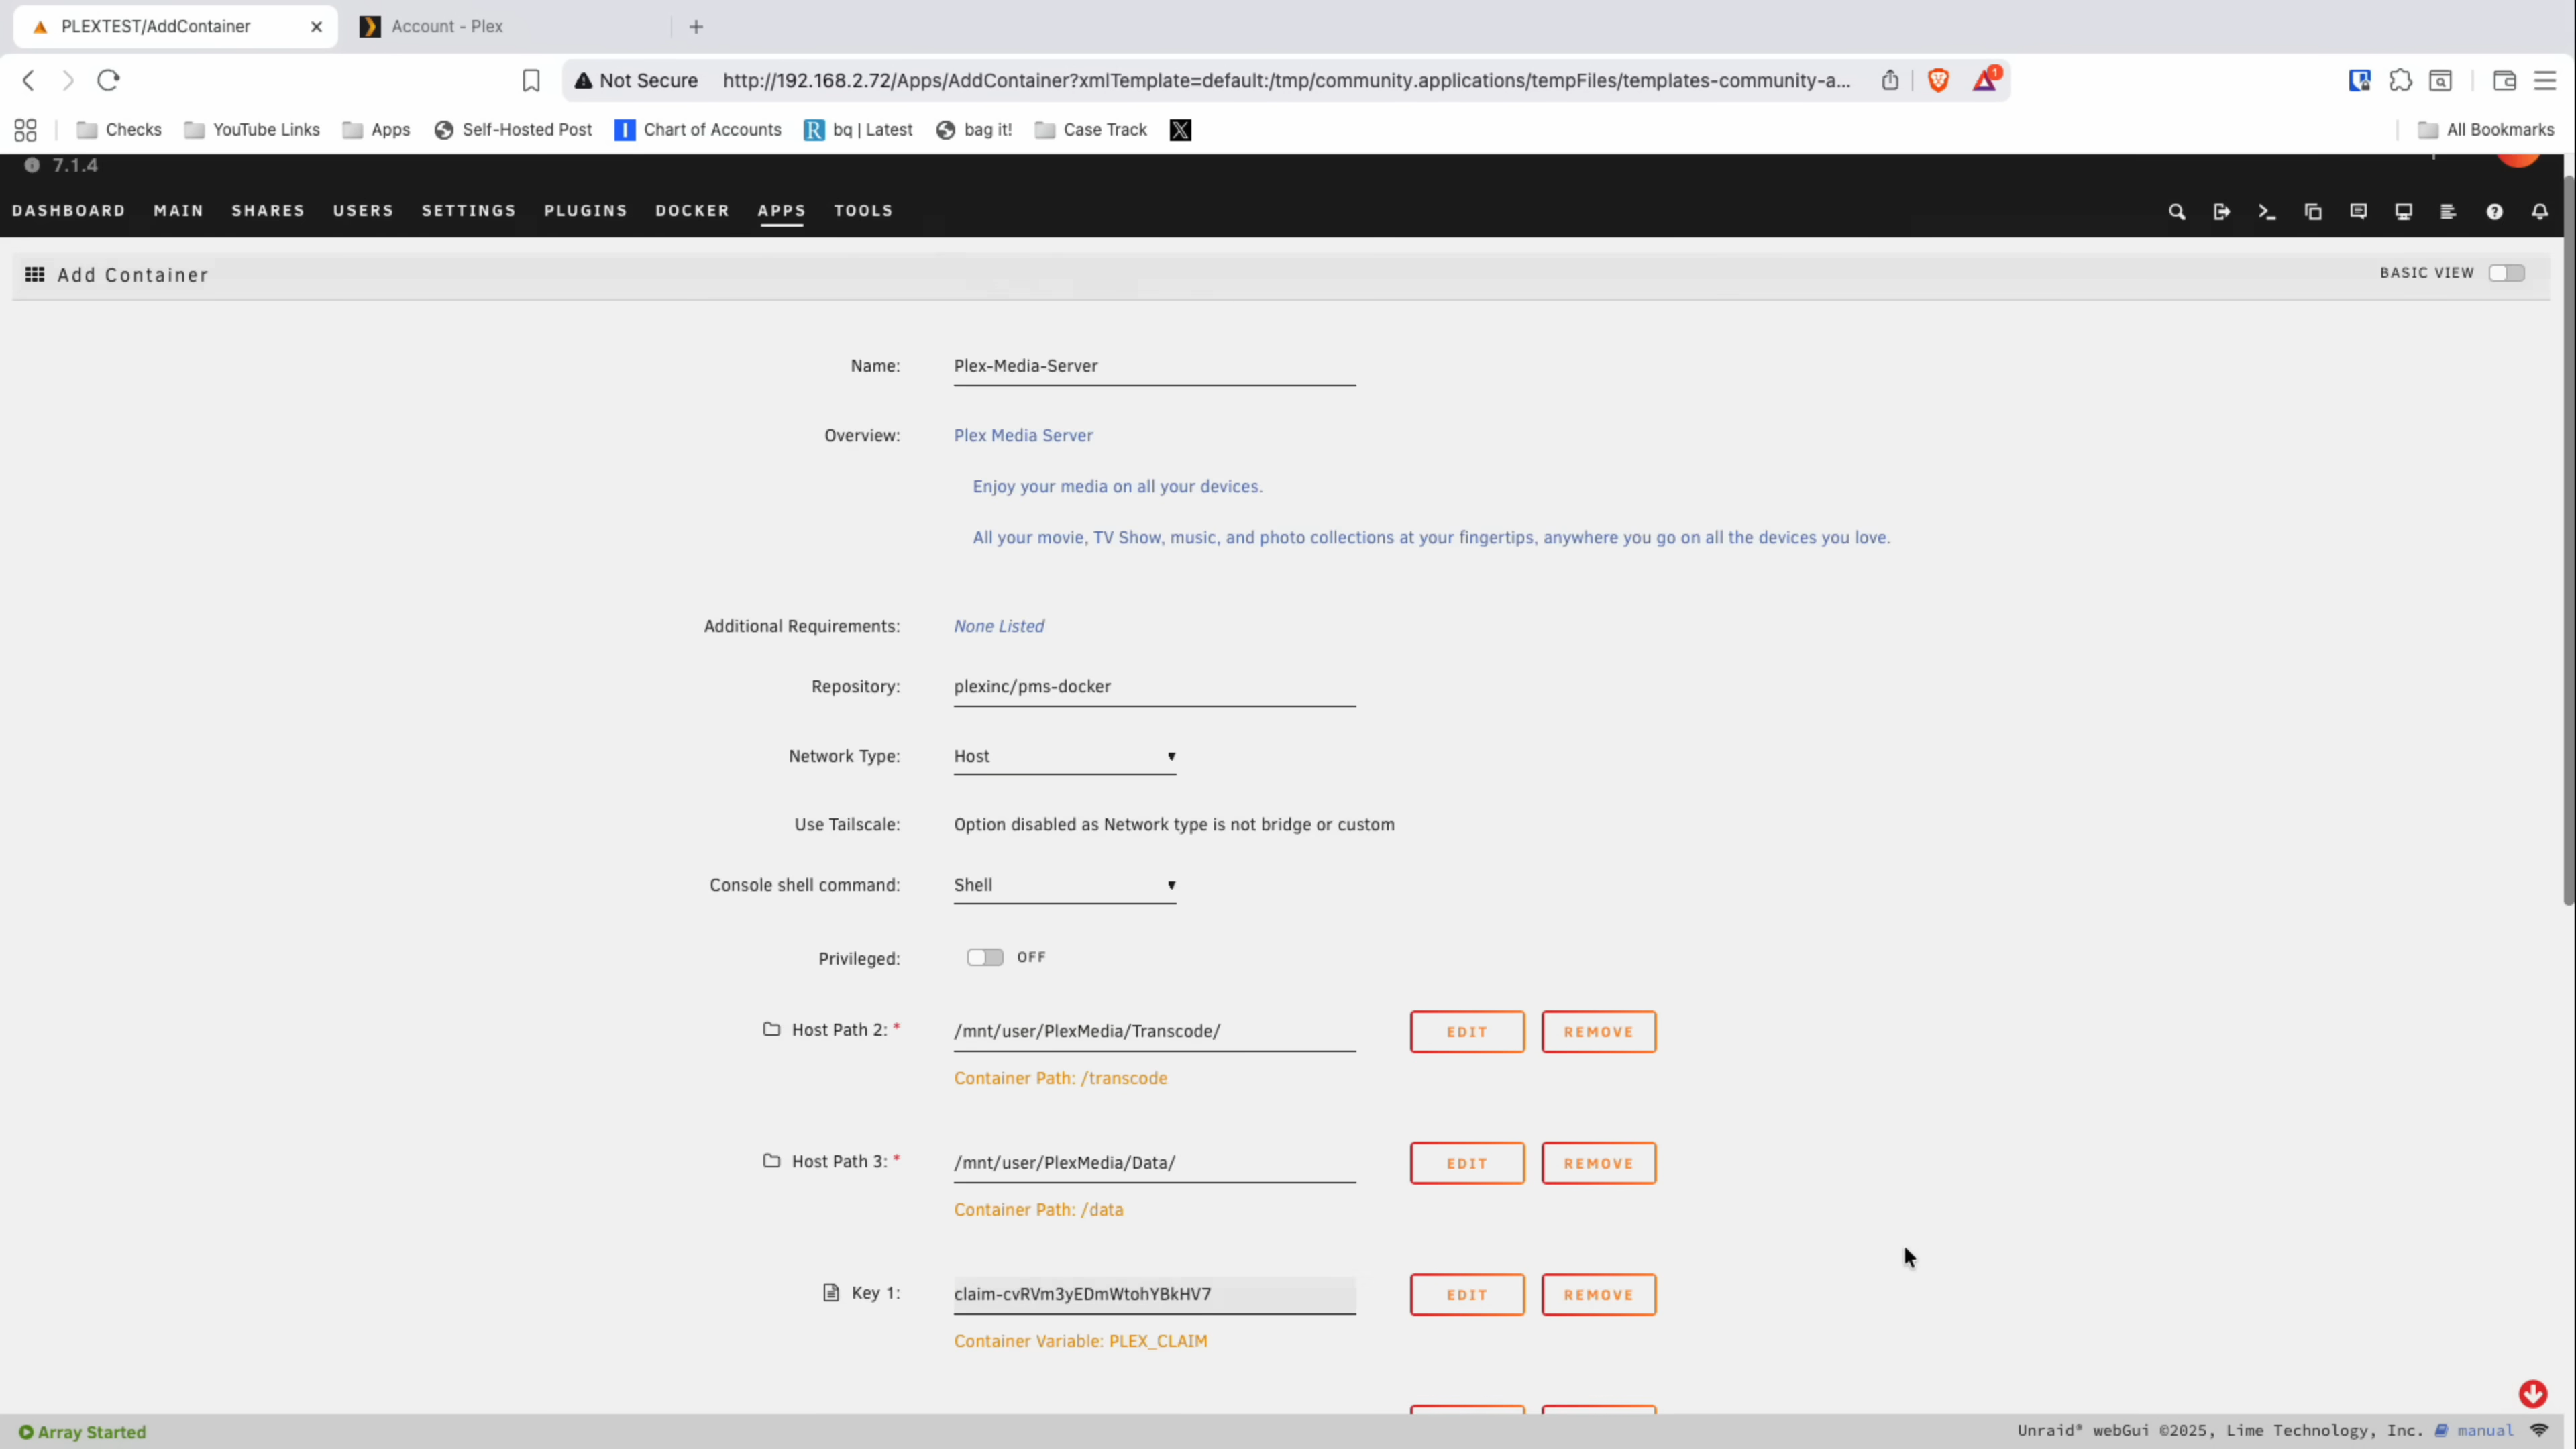 PLEXTEST/AddContainer
Account - Plex
Not Secure http://192.168.2.72/Apps/AddContainer?xmlTemplate=default:/tmp/community.applications/tempFiles/templates-community-a...
1
Checks YouTube Links Apps Self-Hosted Post Chart of Accounts bq | Latest bag it! Case Track All Bookmarks
7.1.4
DASHBOARD MAIN SHARES USERS SETTINGS PLUGINS DOCKER APPS TOOLS
Add Container
BASIC VIEW
Name: Plex-Media-Server
Overview: Plex Media Server
Enjoy your media on all your devices.
All your movie, TV Show, music, and photo collections at your fingertips, anywhere you go on all the devices you love.
Additional Requirements: None Listed
Repository: plexinc/pms-docker
Network Type: Host
Use Tailscale: Option disabled as Network type is not bridge or custom
Console shell command: Shell
Privileged: OFF
Host Path 2: * /mnt/user/PlexMedia/Transcode/ EDIT REMOVE
Container Path: /transcode
Host Path 3: * /mnt/user/PlexMedia/Data/ EDIT REMOVE
Container Path: /data
Key 1: claim-cvRVm3yEDmWtohYBkHV7 EDIT REMOVE
Container Variable: PLEX_CLAIM
Array Started
Unraid® webGui ©2025, Lime Technology, Inc. manual